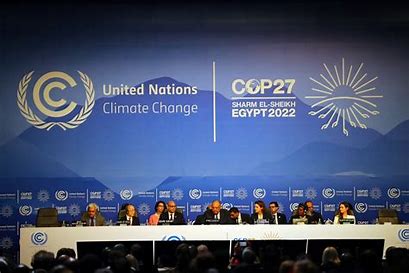 United Nations
Climate Change
COP27
SHARM EL-SHEIKH
EGYPT 2022